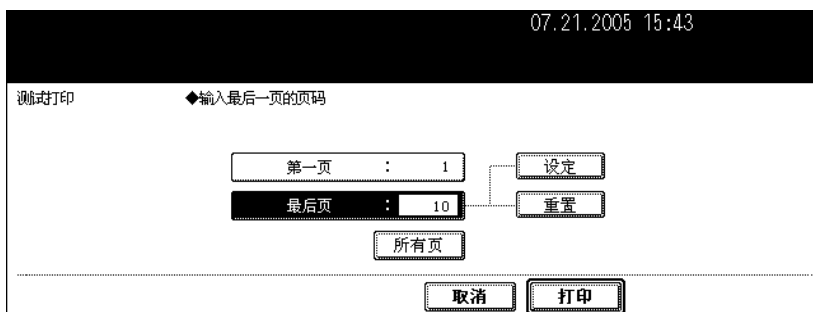 07.21.2005 15:43
测试打印 ◆输入最后一页的页码
第一页 : 1 设定
最后页 : 10 重置
所有页
取消 打印